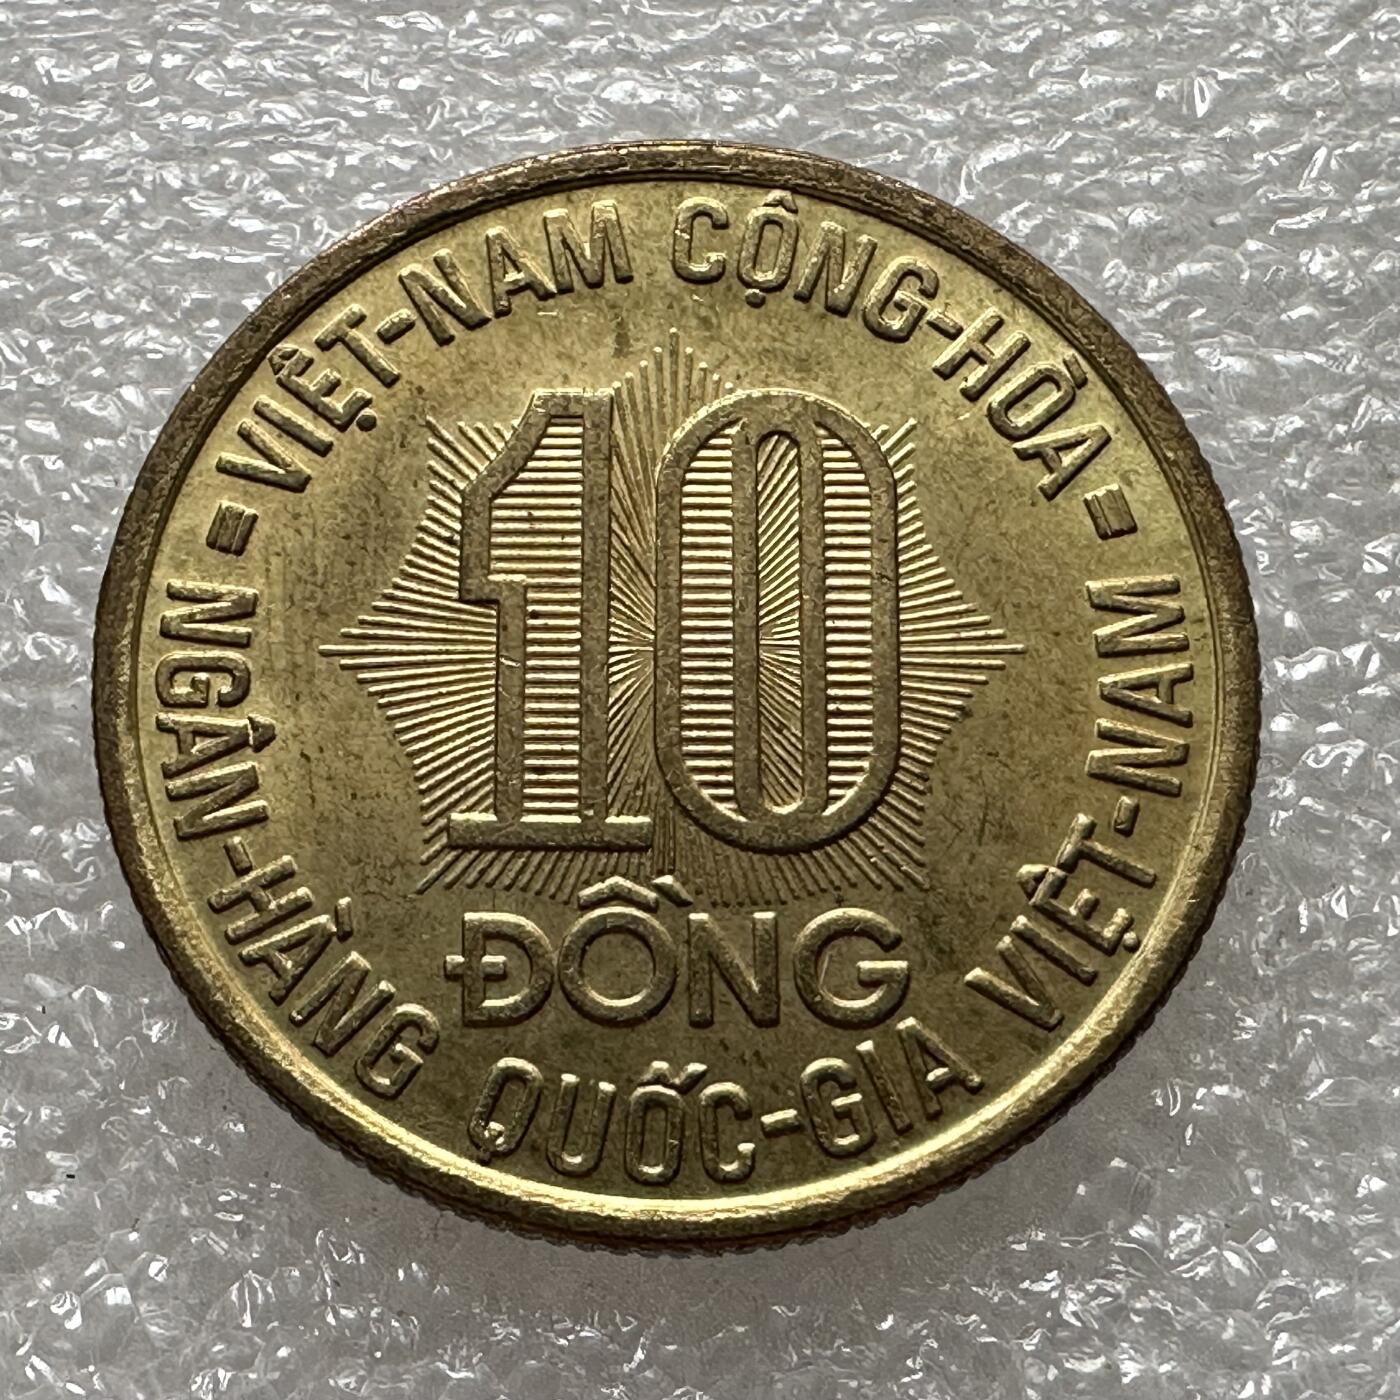 VIỆT-NAM CỘNG-HÒA
10
ĐỒNG
NGÂN-HÀNG QUỐC-GIA VIỆT-NAM